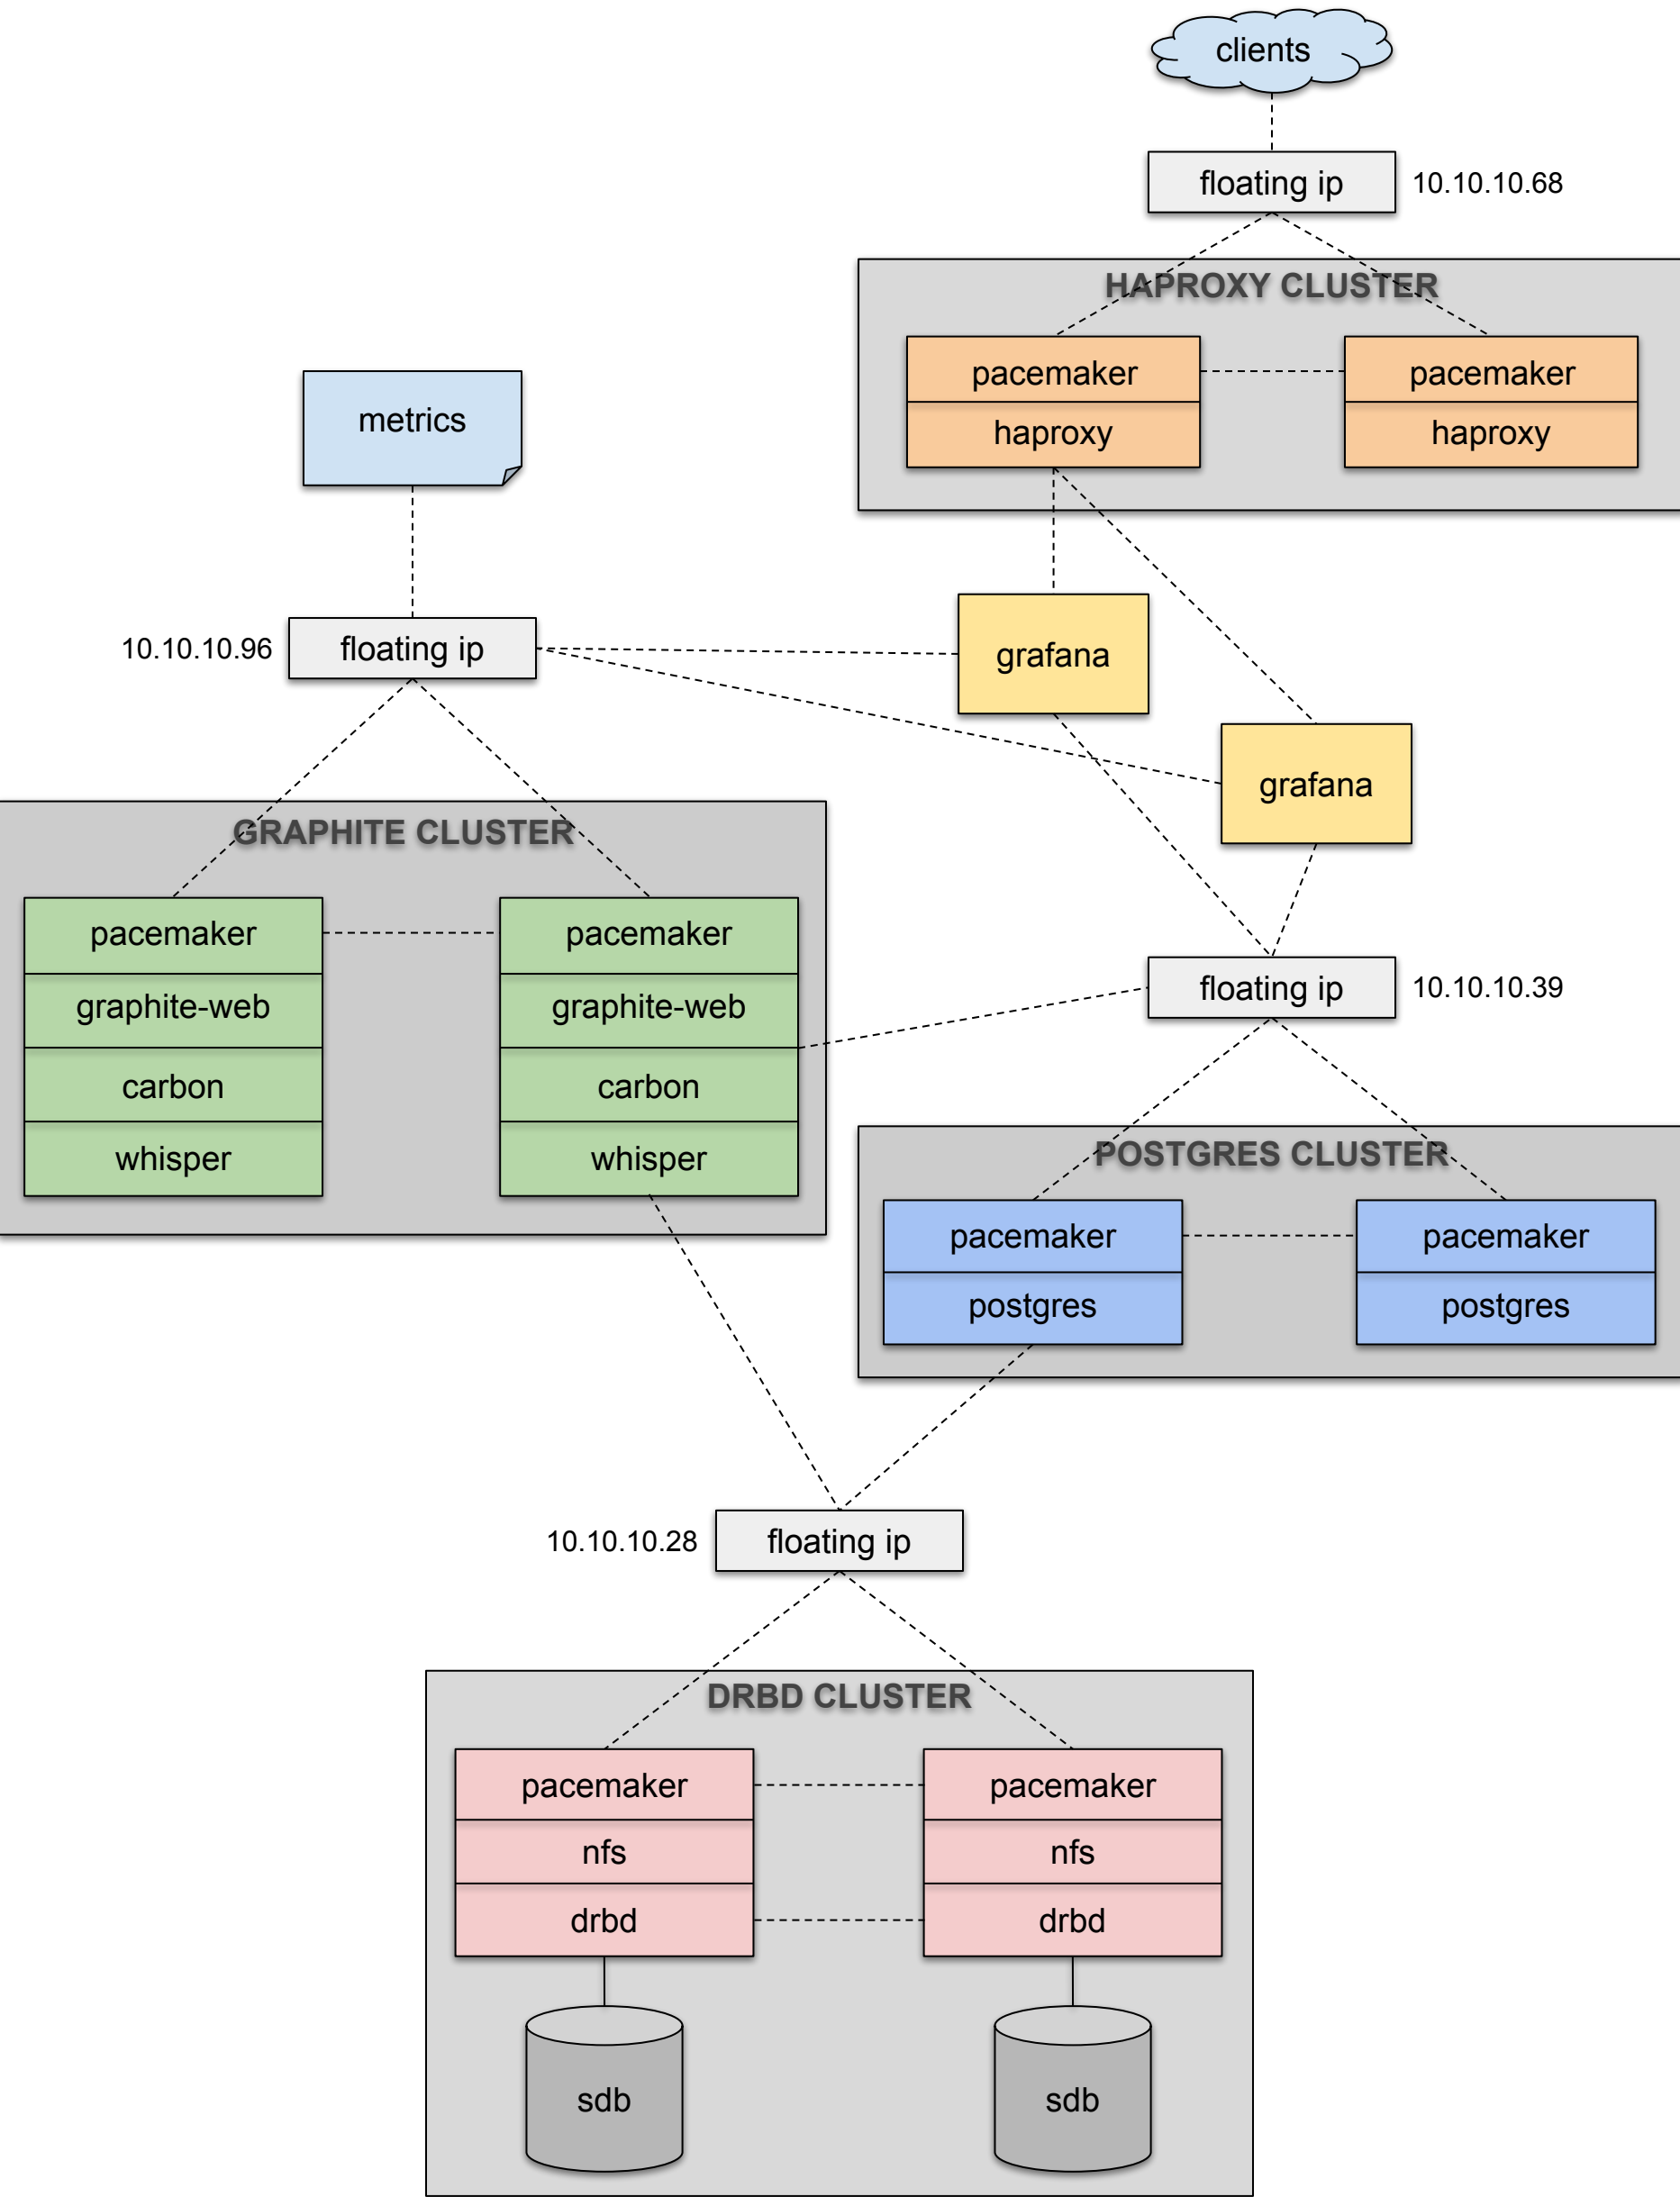 clients
floating ip
10.10.10.68
HAPROXY CLUSTER
pacemaker
haproxy
pacemaker
haproxy
metrics
10.10.10.96
floating ip
grafana
grafana
GRAPHITE CLUSTER
pacemaker
graphite-web
carbon
whisper
pacemaker
graphite-web
carbon
whisper
floating ip
10.10.10.39
POSTGRES CLUSTER
pacemaker
postgres
pacemaker
postgres
10.10.10.28
floating ip
DRBD CLUSTER
pacemaker
nfs
drbd
sdb
pacemaker
nfs
drbd
sdb